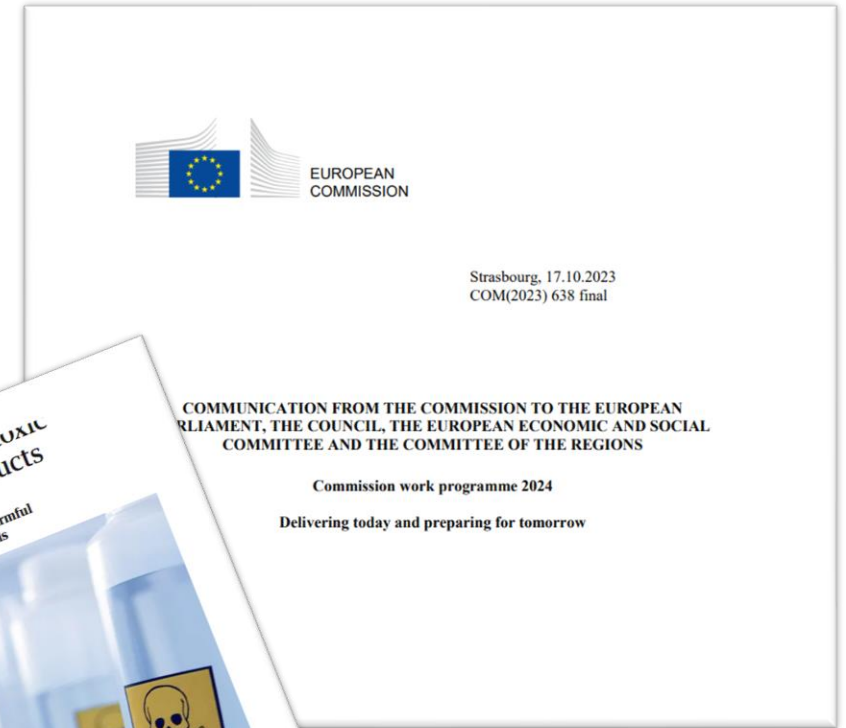 EUROPEAN
COMMISSION
Strasbourg, 17.10.2023
COM(2023) 638 final
COMMUNICATION FROM THE COMMISSION TO THE EUROPEAN
RLIAMENT, THE COUNCIL, THE EUROPEAN ECONOMIC AND SOCIAL
COMMITTEE AND THE COMMITTEE OF THE REGIONS
Commission work programme 2024
Delivering today and preparing for tomorrow
ucts
rmful